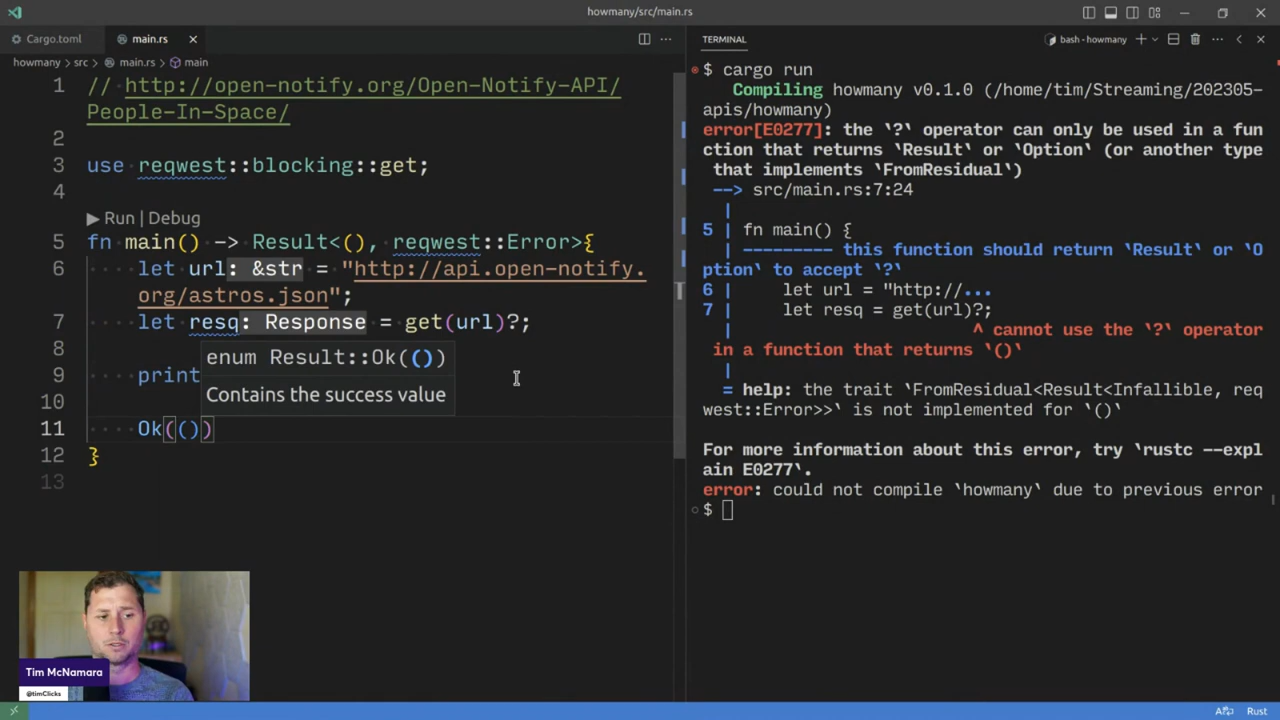 howmany/src/main.rs
Cargo.toml
main.rs
howmany > src > main.rs > main
1 // http://open-notify.org/Open-Notify-API/
People-In-Space/
2
3 use reqwest::blocking::get;
4
Run | Debug
5 fn main() -> Result<(), reqwest::Error>{
6 let url: &str = "http://api.open-notify.
org/astros.json";
7 let resq: Response = get(url)?;
8 enum Result::Ok(())
9 print
Contains the success value
10
11 Ok(())
12 }
13
TERMINAL
bash - howmany
$ cargo run
Compiling howmany v0.1.0 (/home/tim/Streaming/202305-
apis/howmany)
error[E0277]: the `?` operator can only be used in a fun
ction that returns `Result` or `Option` (or another type
that implements `FromResidual`)
--> src/main.rs:7:24
|
5 | fn main() {
| --------- this function should return `Result` or `O
ption` to accept `?`
6 | let url = "http://...
7 | let resq = get(url)?;
| ^ cannot use the `?` operator
in a function that returns `()`
|
= help: the trait `FromResidual<Result<Infallible, req
west::Error>>` is not implemented for `()`
For more information about this error, try `rustc --expl
ain E0277`.
error: could not compile `howmany` due to previous error
$
Tim McNamara
@timClicks
Rust